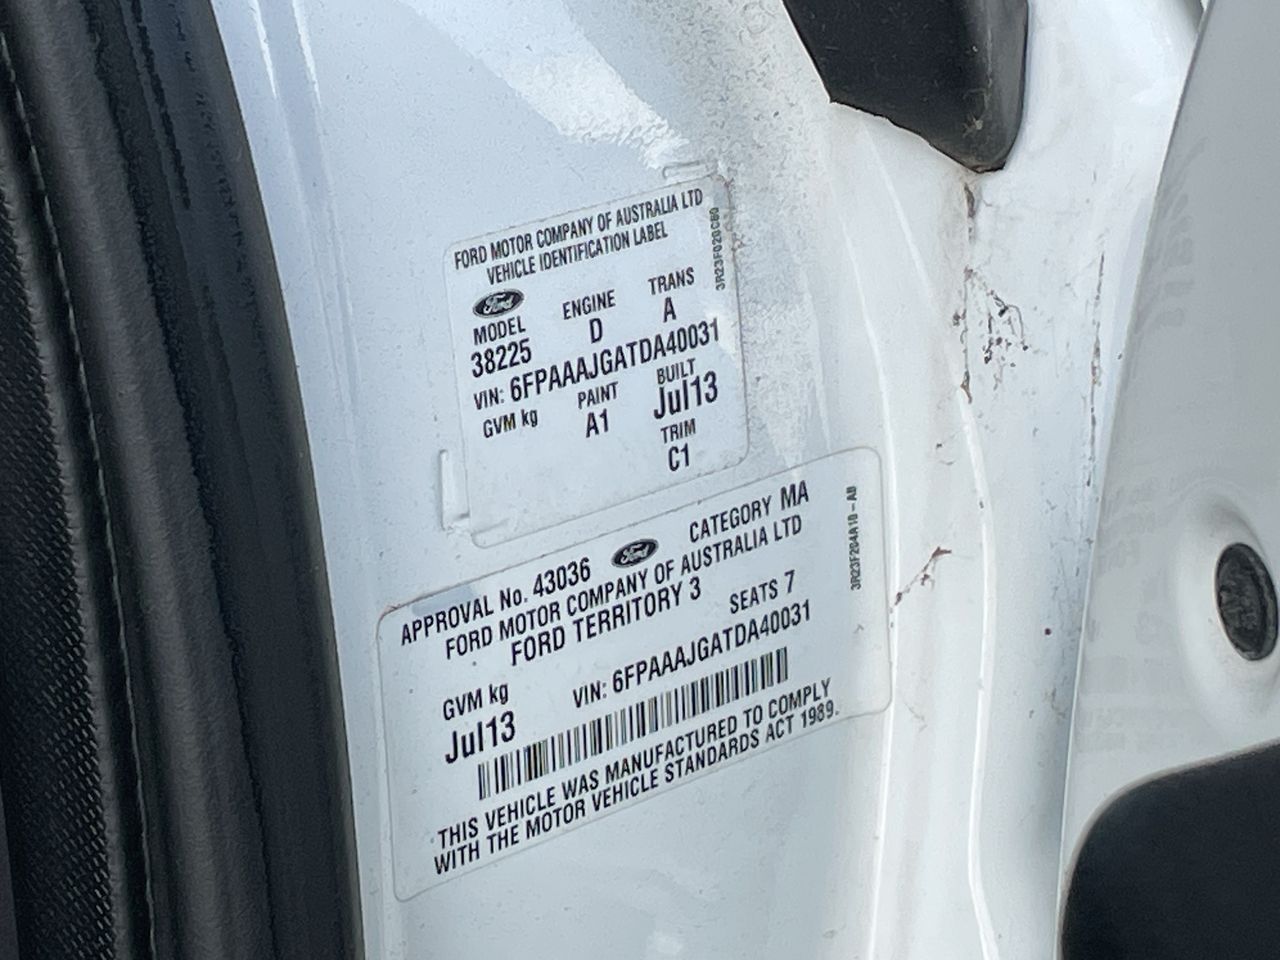 FORD MOTOR COMPANY OF AUSTRALIA LTD
VEHICLE IDENTIFICATION LABEL
3R23F020CB0
Ford
MODEL ENGINE TRANS
38225 D A
VIN: 6FPAAAJGATDA40031
GVM kg PAINT BUILT
A1 Jul13
TRIM
C1
APPROVAL No. 43036 Ford CATEGORY MA
FORD MOTOR COMPANY OF AUSTRALIA LTD
FORD TERRITORY 3
SEATS 7
3R23F204A10-AB
GVM kg VIN: 6FPAAAJGATDA40031
Jul13
THIS VEHICLE WAS MANUFACTURED TO COMPLY
WITH THE MOTOR VEHICLE STANDARDS ACT 1989.